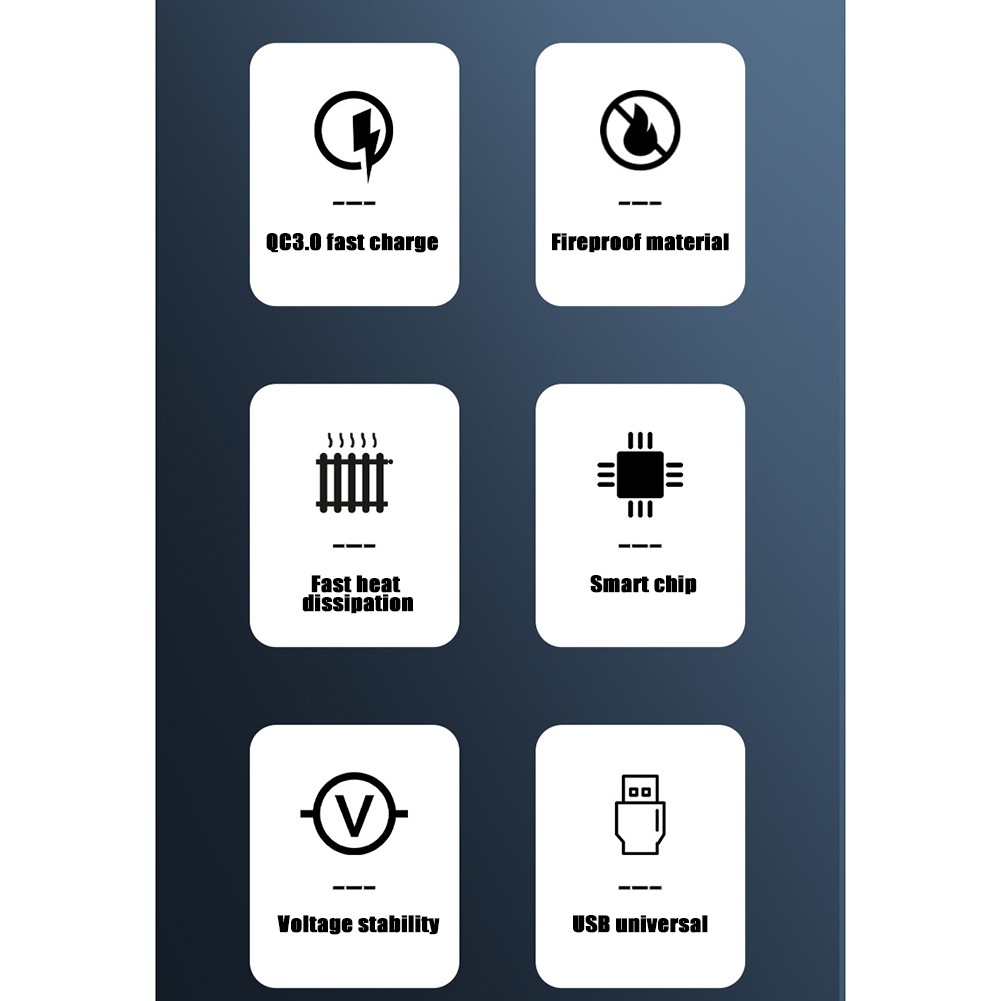 QC3.0 fast charge
Fireproof material
Fast heat
dissipation
Smart chip
V
Voltage stability
USB universal